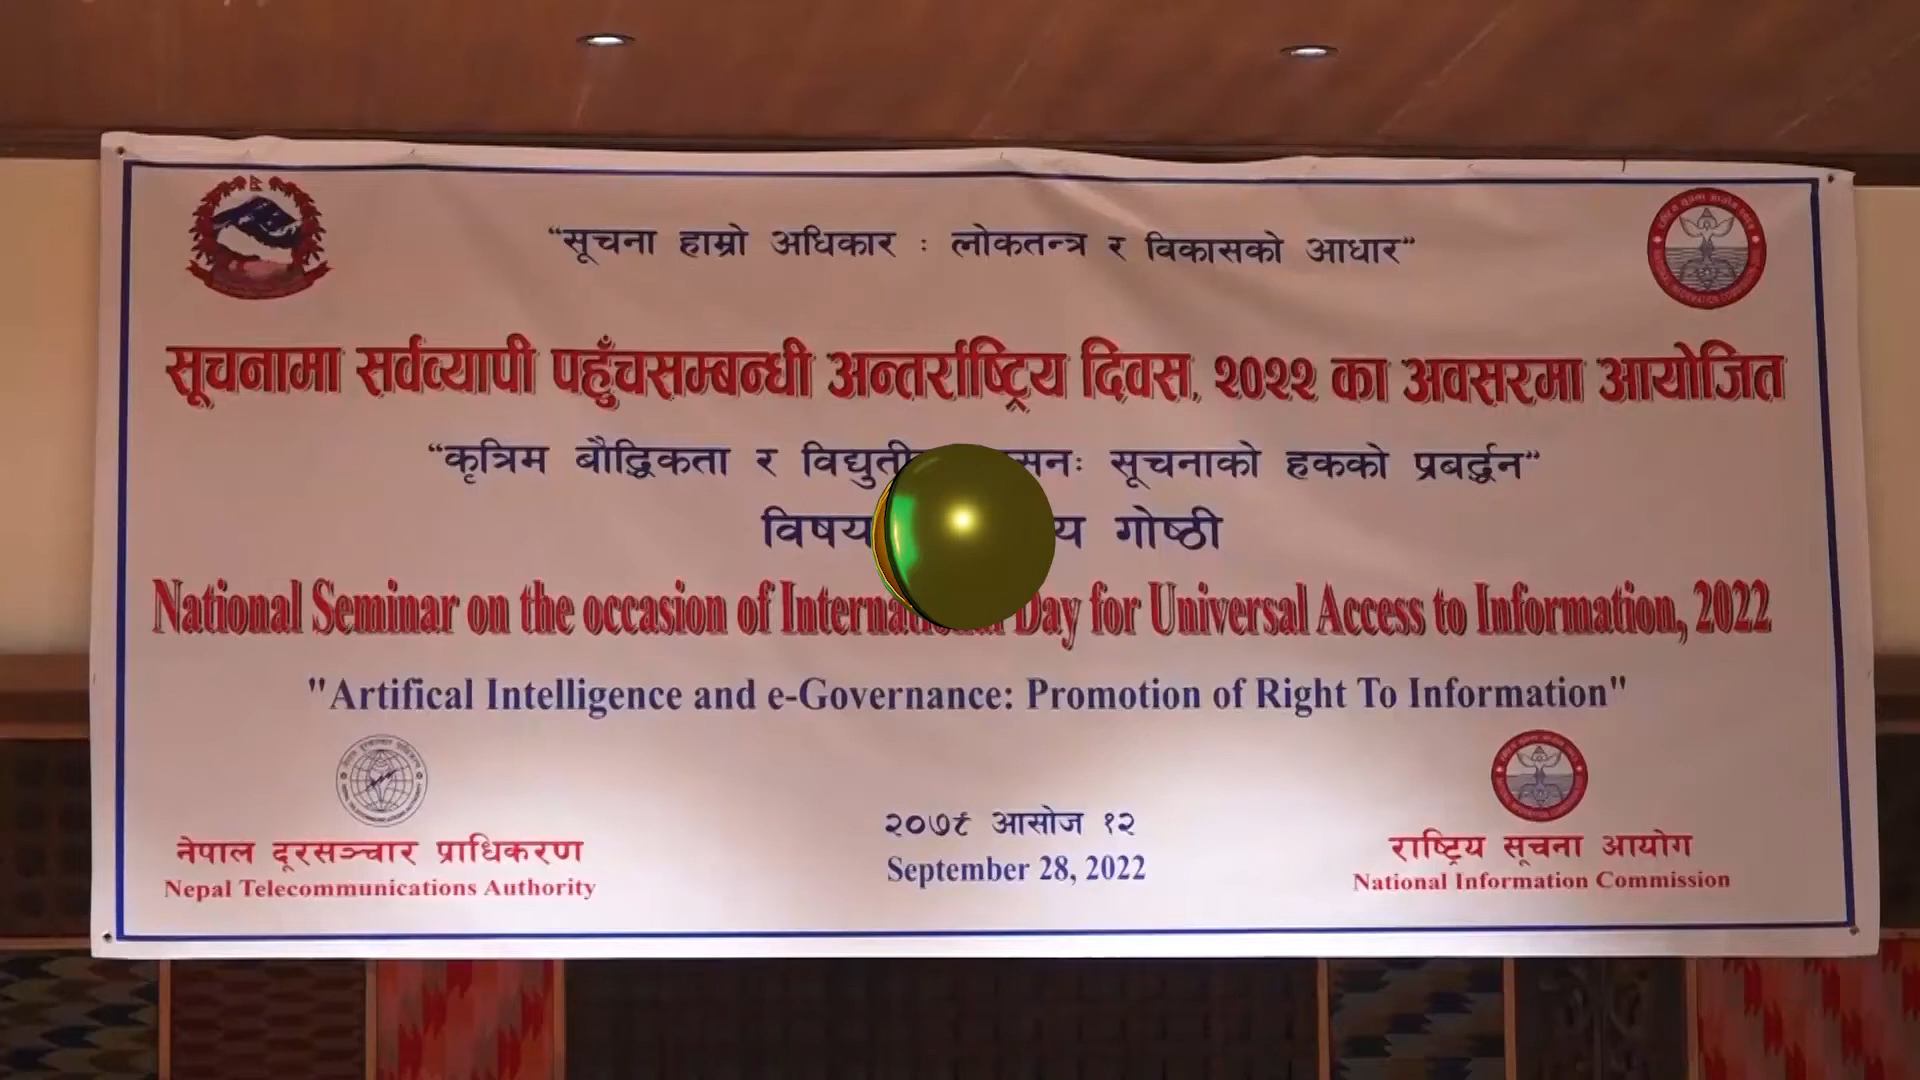 “सूचना हाम्रो अधिकार : लोकतन्त्र र विकासको आधार”
सूचनामा सर्वव्यापी पहुँचसम्बन्धी अन्तर्राष्ट्रिय दिवस, २०२२ का अवसरमा आयोजित
“कृत्रिम बौद्धिकता र सूचनाको हकको प्रबर्द्धन”
गोष्ठी
National Seminar on the occasion of Day for Universal Access to Information, 2022
"Artifical Intelligence and e-Governance: Promotion of Right To Information"
२०७९ आसोज १२
September 28, 2022
नेपाल दूरसञ्चार प्राधिकरण
Nepal Telecommunications Authority
राष्ट्रिय सूचना आयोग
National Information Commission